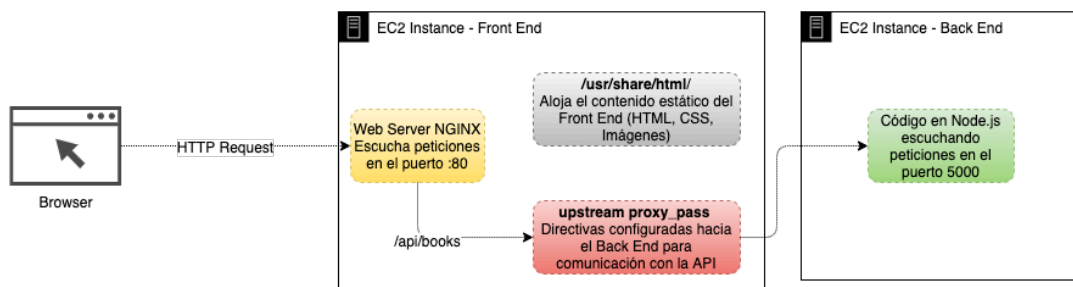 EC2 Instance - Front End
EC2 Instance - Back End
/usr/share/html/
Aloja el contenido estático del
Front End (HTML, CSS,
Imágenes)
Web Server NGINX
Escucha peticiones
en el puerto :80
HTTP Request
Código en Node.js
escuchando
peticiones en el
puerto 5000
Browser
/api/books
upstream proxy_pass
Directivas configuradas hacia
el Back End para
comunicación con la API